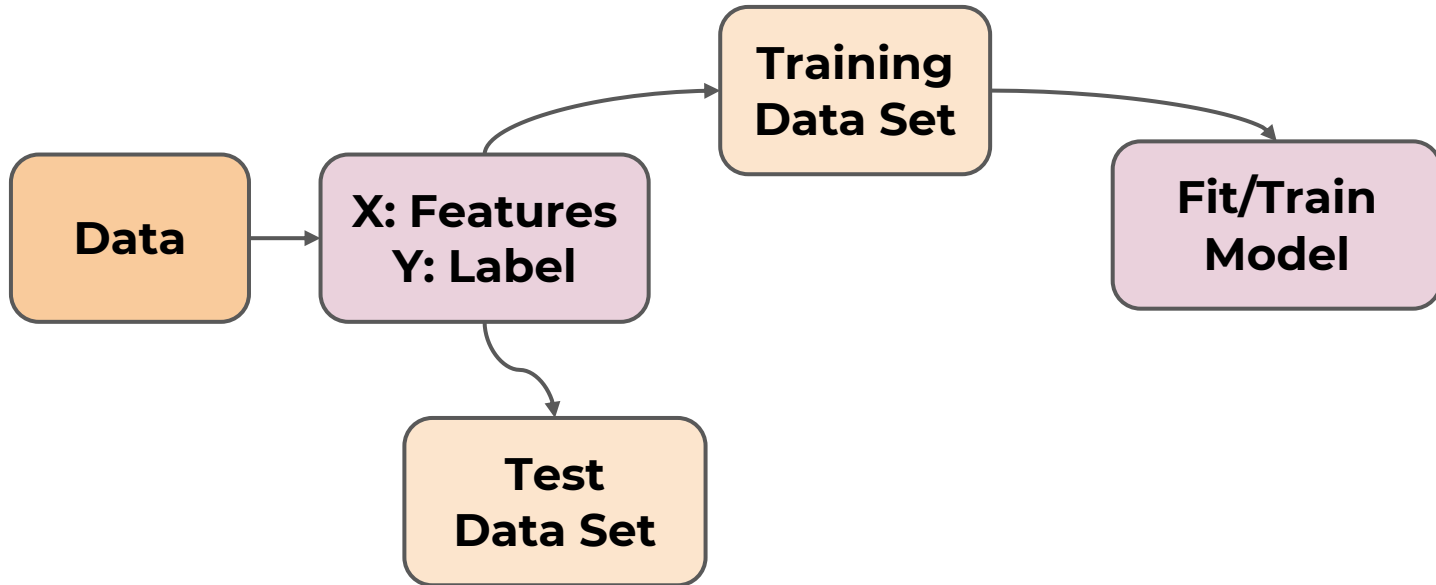 Data
X: Features
Y: Label
Training
Data Set
Fit/Train
Model
Test
Data Set